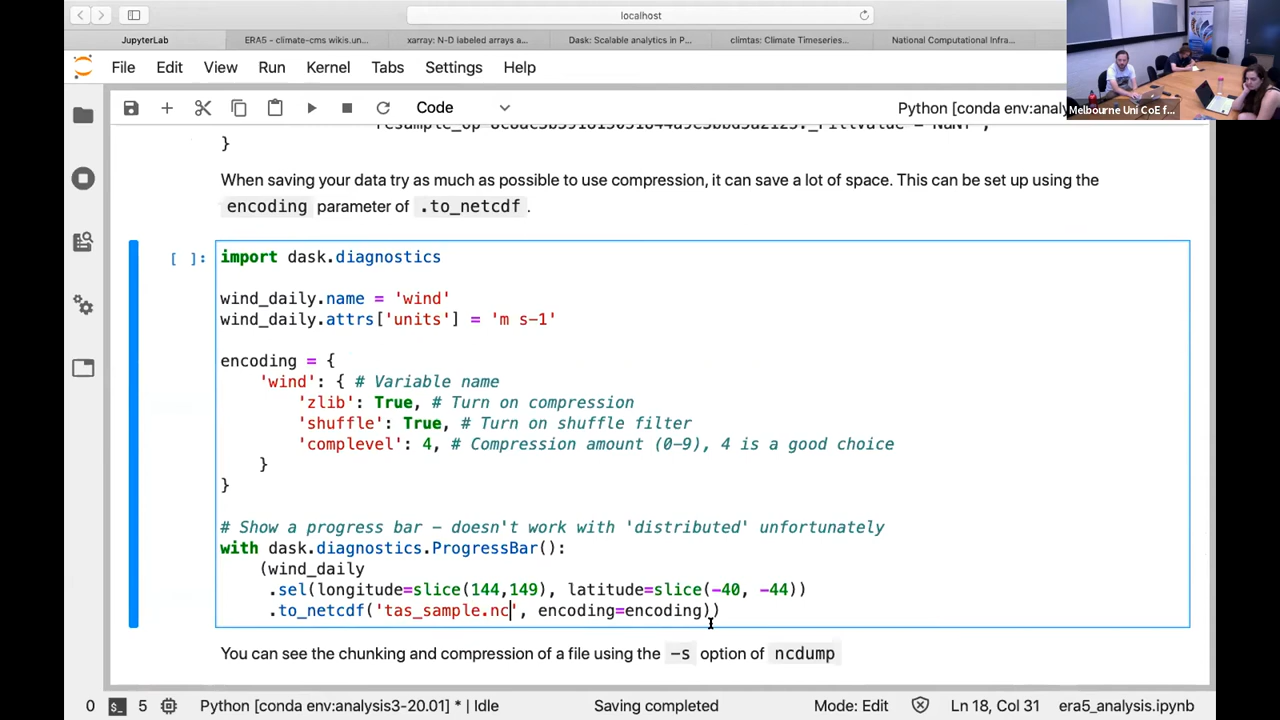 localhost
JupyterLab
ERA5 - climate-cms wikis.un...
xarray: N-D labeled arrays a...
Dask: Scalable analytics in P...
climtas: Climate Timeseries...
National Computational Infra...
File Edit View Run Kernel Tabs Settings Help
Code
Python [conda env:analy
Melbourne Uni CoE f...
}
When saving your data try as much as possible to use compression, it can save a lot of space. This can be set up using the
encoding parameter of .to_netcdf .
[ ]:
import dask.diagnostics
wind_daily.name = 'wind'
wind_daily.attrs['units'] = 'm s-1'
encoding = {
'wind': { # Variable name
'zlib': True, # Turn on compression
'shuffle': True, # Turn on shuffle filter
'complevel': 4, # Compression amount (0-9), 4 is a good choice
}
}
# Show a progress bar - doesn't work with 'distributed' unfortunately
with dask.diagnostics.ProgressBar():
(wind_daily
.sel(longitude=slice(144,149), latitude=slice(-40, -44))
.to_netcdf('tas_sample.nc', encoding=encoding))
You can see the chunking and compression of a file using the -s option of ncdump
0 5 Python [conda env:analysis3-20.01] * | Idle Saving completed Mode: Edit Ln 18, Col 31 era5_analysis.ipynb